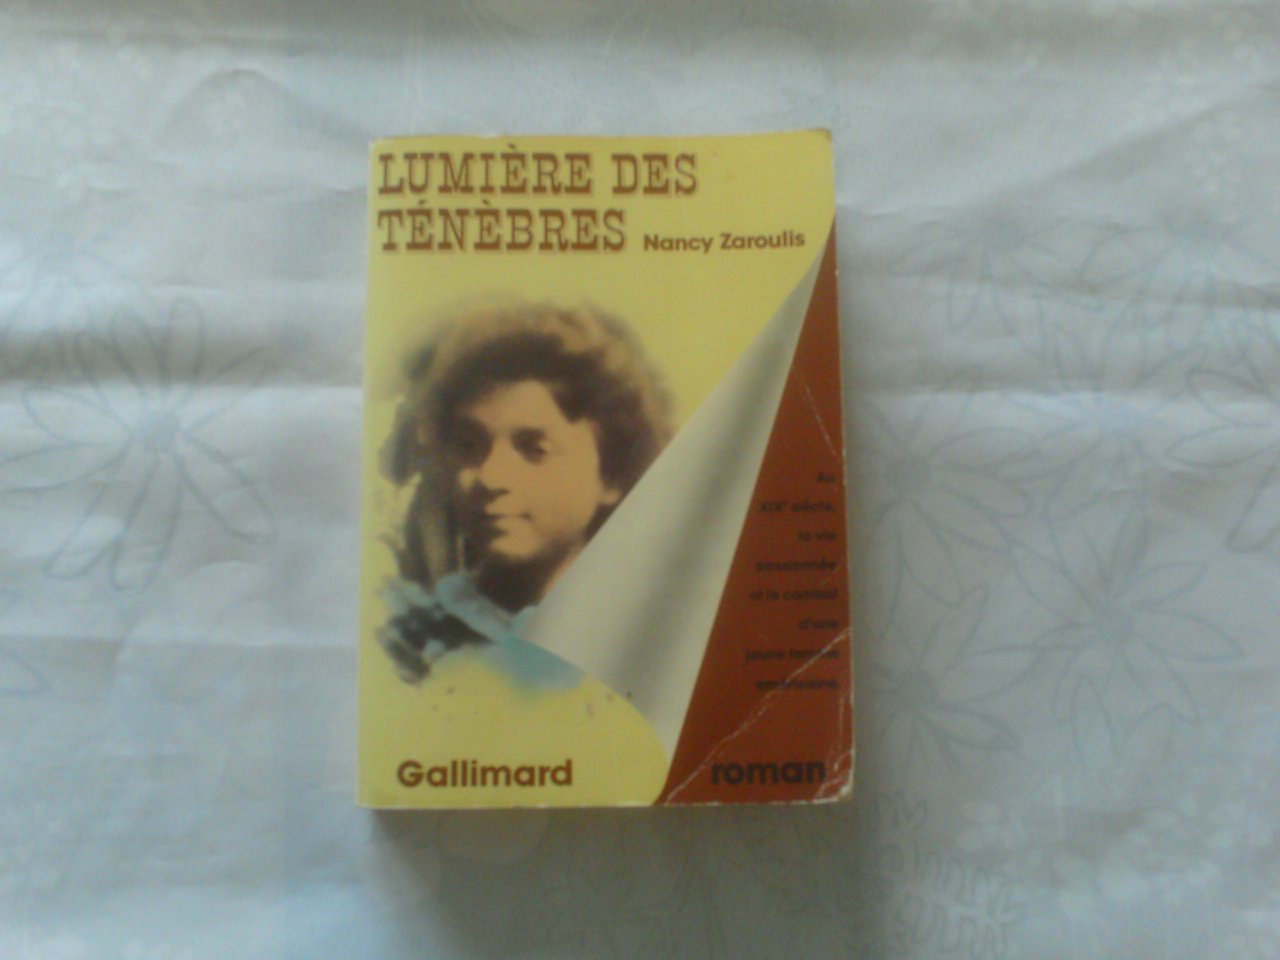 LUMIÈRE DES
TÉNÈBRES
Nancy Zaroulis
Au
XIXe siècle,
la vie
passionnée
et le combat
d'une
jeune femme
américaine
Gallimard
roman